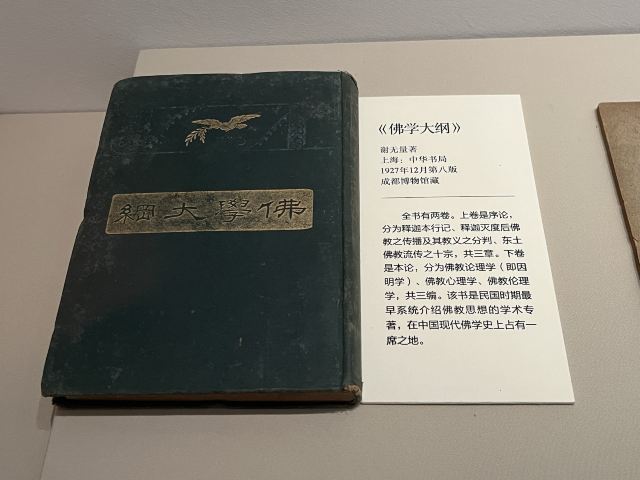 佛學大綱
《佛学大纲》
谢无量著
上海：中华书局
1927年12月第八版
成都博物馆藏
全书有两卷。上卷是序论，
分为释迦本行记、释迦灭度后佛
教之传播及其教义之分判、东土
佛教流传之十宗，共三章。下卷
是本论，分为佛教论理学（即因
明学）、佛教心理学、佛教伦理
学，共三编。该书是民国时期最
早系统介绍佛教思想的学术专
著，在中国现代佛学史上占有一
席之地。